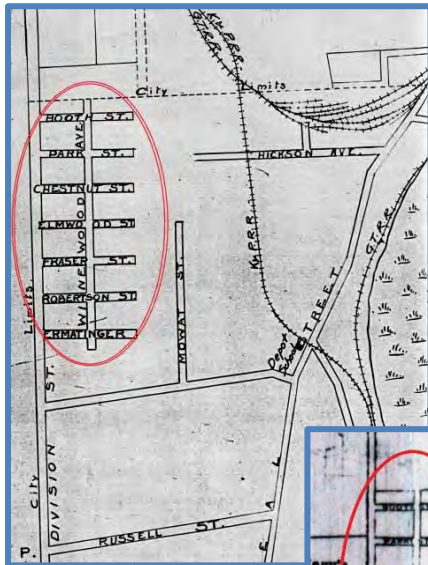 K.&P.R.R.
G.T.R.R.
City Limits
BOOTH ST.
PARK ST.
CHESTNUT ST.
ELMWOOD ST
FRASER ST.
ROBERTSON ST.
ERMATINGER
AVE
HICKSON AVE.
MOWAT ST.
K.&P.R.R.
G.T.R.R.
STREET
Depot School
Limits
City
DIVISION ST.
RUSSELL ST.
P.